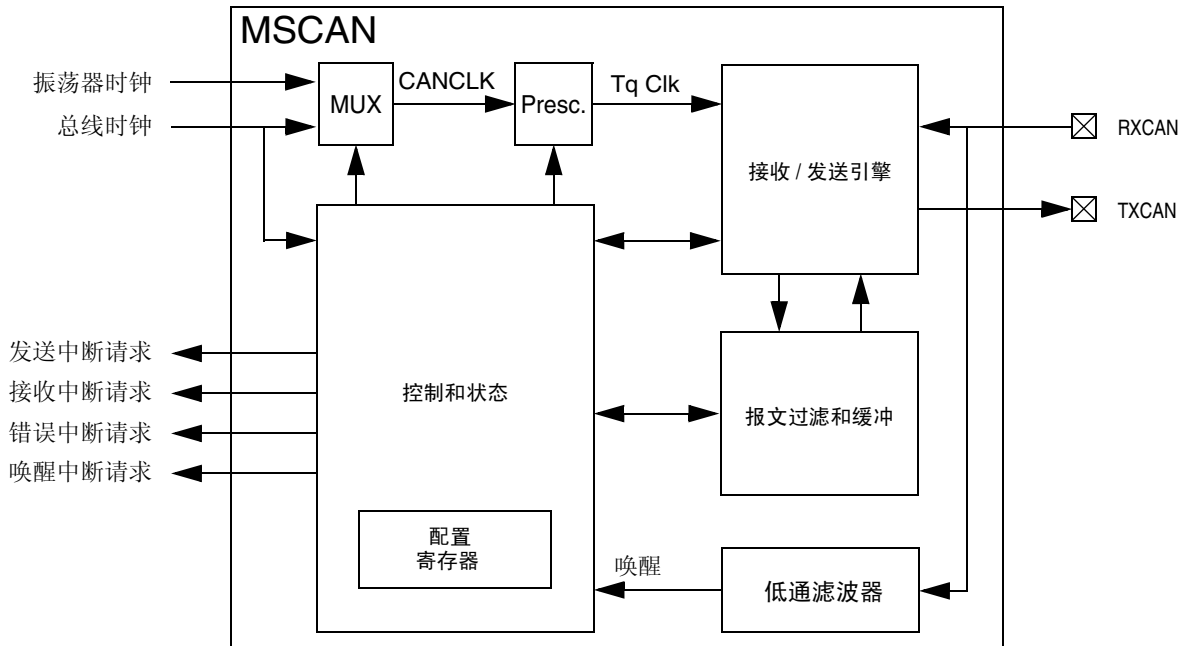 MSCAN
振荡器时钟
总线时钟
MUX
CANCLK
Presc.
Tq Clk
接收 / 发送引擎
RXCAN
TXCAN
发送中断请求
接收中断请求
错误中断请求
唤醒中断请求
控制和状态
报文过滤和缓冲
配置
寄存器
唤醒
低通滤波器